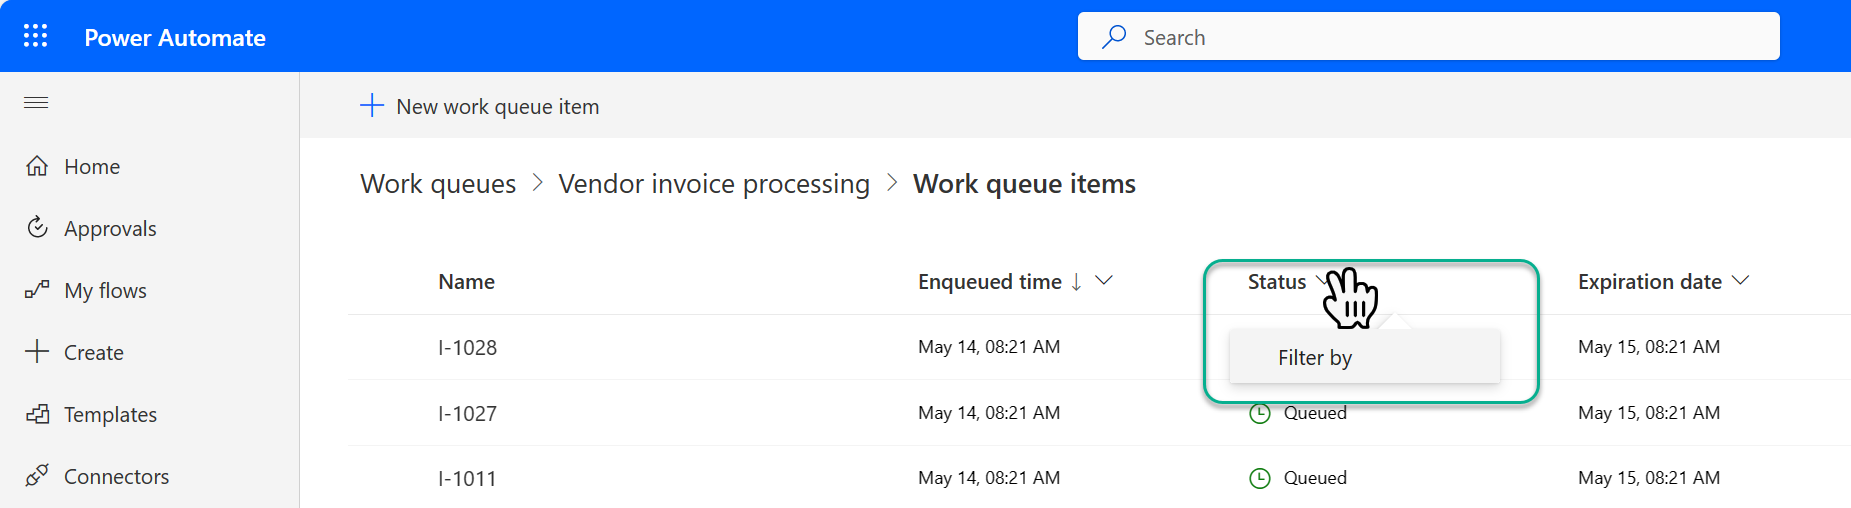 Power Automate
Search
New work queue item
Home
Approvals
My flows
Create
Templates
Connectors
Work queues > Vendor invoice processing > Work queue items
Name Enqueued time ↓ Status Expiration date
I-1028 May 14, 08:21 AM Filter by May 15, 08:21 AM
I-1027 May 14, 08:21 AM Queued May 15, 08:21 AM
I-1011 May 14, 08:21 AM Queued May 15, 08:21 AM